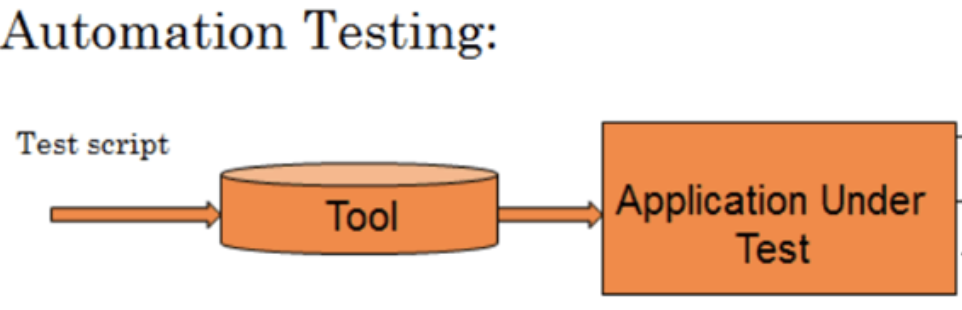 Automation Testing:
Test script
Tool
Application Under
Test